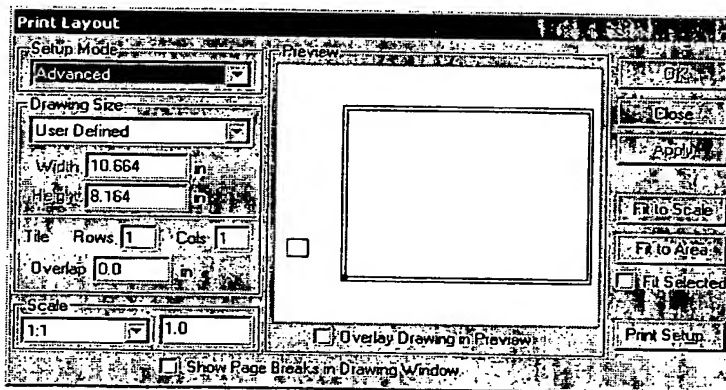 Print Layout
Setup Mode
Advanced
Drawing Size
User Defined
Width 10.664 in
Height 8.164 in
Tile Rows 1 Cols 1
Overlap 0.0 in
Scale
1:1 1.0
Preview
Overlay Drawing in Preview
Show Page Breaks in Drawing Window
OK
Close
Apply
Fit to Scale
Fit to Area
Fit Selected
Print Setup